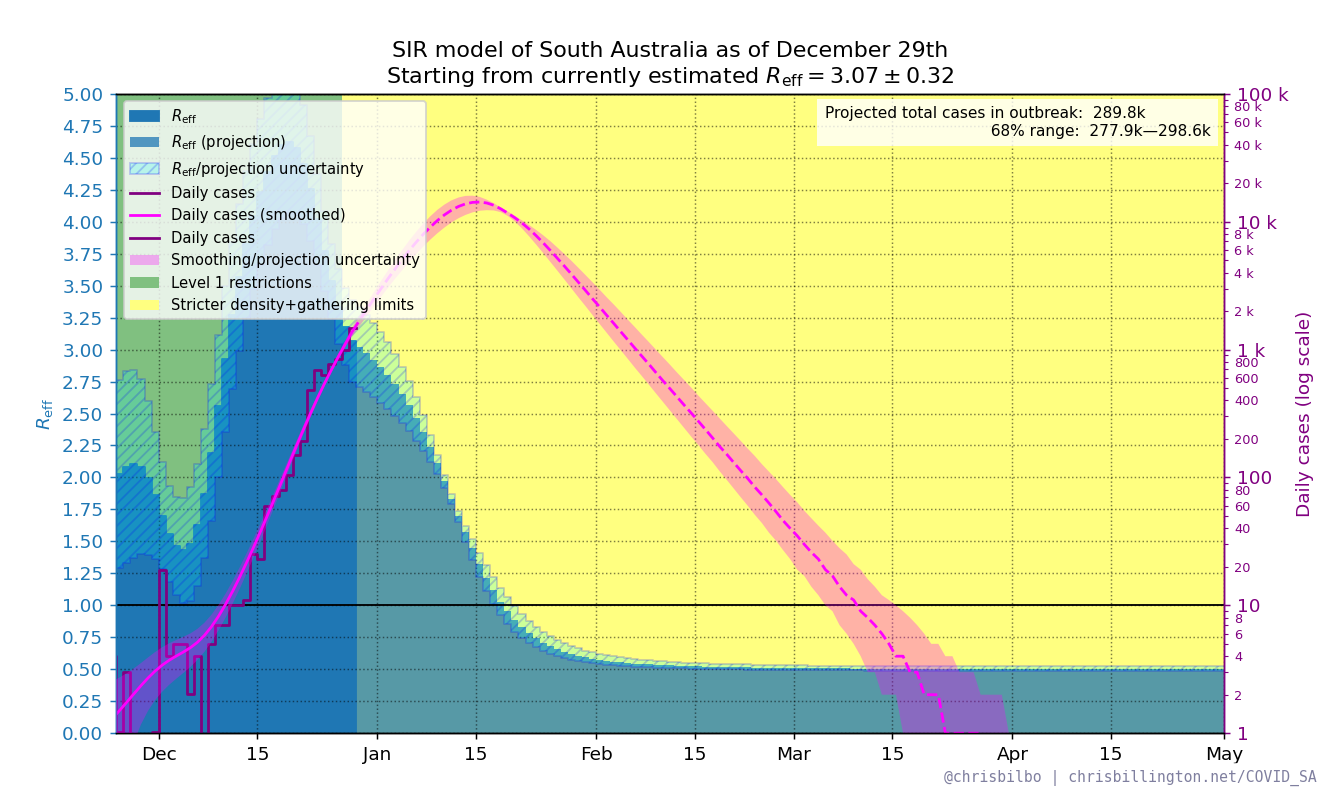 SIR model of South Australia as of December 29th
Starting from currently estimated Reff = 3.07 ± 0.32
Projected total cases in outbreak: 289.8k
68% range: 277.9k—298.6k
Reff
Reff (projection)
Reff/projection uncertainty
Daily cases
Daily cases (smoothed)
Daily cases
Smoothing/projection uncertainty
Level 1 restrictions
Stricter density+gathering limits
Reff
5.00
4.75
4.50
4.25
4.00
3.75
3.50
3.25
3.00
2.75
2.50
2.25
2.00
1.75
1.50
1.25
1.00
0.75
0.50
0.25
0.00
Dec 15 Jan 15 Feb 15 Mar 15 Apr 15 May
100 k
80 k
60 k
40 k
20 k
10 k
8 k
6 k
4 k
2 k
1 k
800
600
400
200
100
80
60
40
20
10
8
6
4
2
1
Daily cases (log scale)
@chrisbilbo | chrisbillington.net/COVID_SA